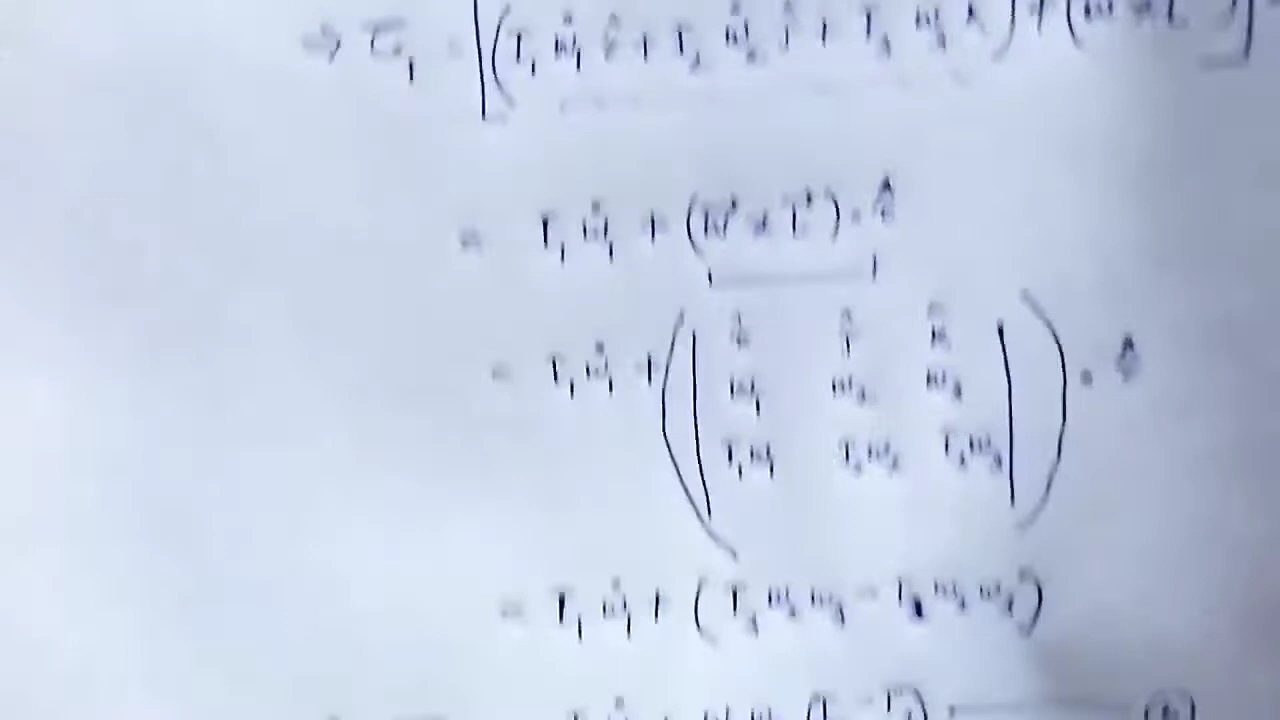 ⇒ τ₁ = [(I₁ ω̇₁ î + I₂ ω̇₂ ĵ + I₃ ω̇₃ k̂) + (ω × L)]
= I₁ ω̇₁ + (ω⃗ × L⃗) · î
= I₁ ω̇₁ + ( | î ĵ k̂ | ) · î
ω₁ ω₂ ω₃
I₁ω₁ I₂ω₂ I₃ω₃
= I₁ ω̇₁ + (I₃ ω₂ ω₃ − I₂ ω₂ ω₃)